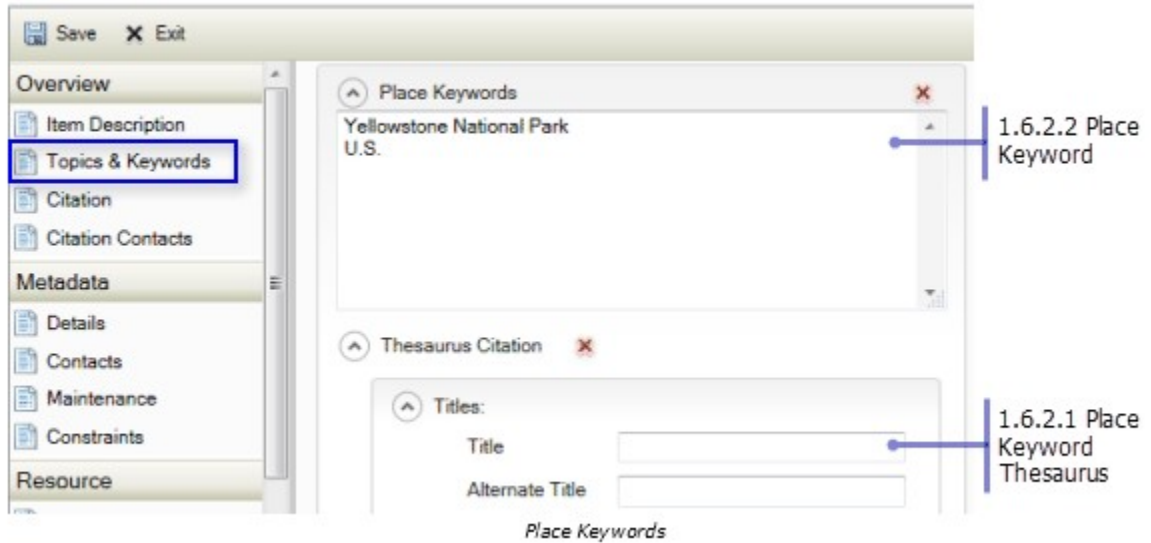 Save X Exit
Overview
Item Description
Topics & Keywords
Citation
Citation Contacts
Metadata
Details
Contacts
Maintenance
Constraints
Resource
Place Keywords
Yellowstone National Park
U.S.
Thesaurus Citation
Titles:
Title
Alternate Title
1.6.2.2 Place
Keyword
1.6.2.1 Place
Keyword
Thesaurus
Place Keywords